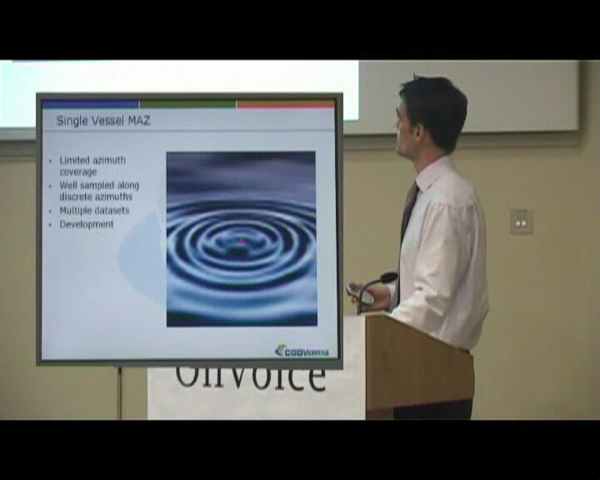 Single Vessel MAZ
• Limited azimuth
coverage
• Well sampled along
discrete azimuths
• Multiple datasets
• Development
CGGVERITAS
OilVoice